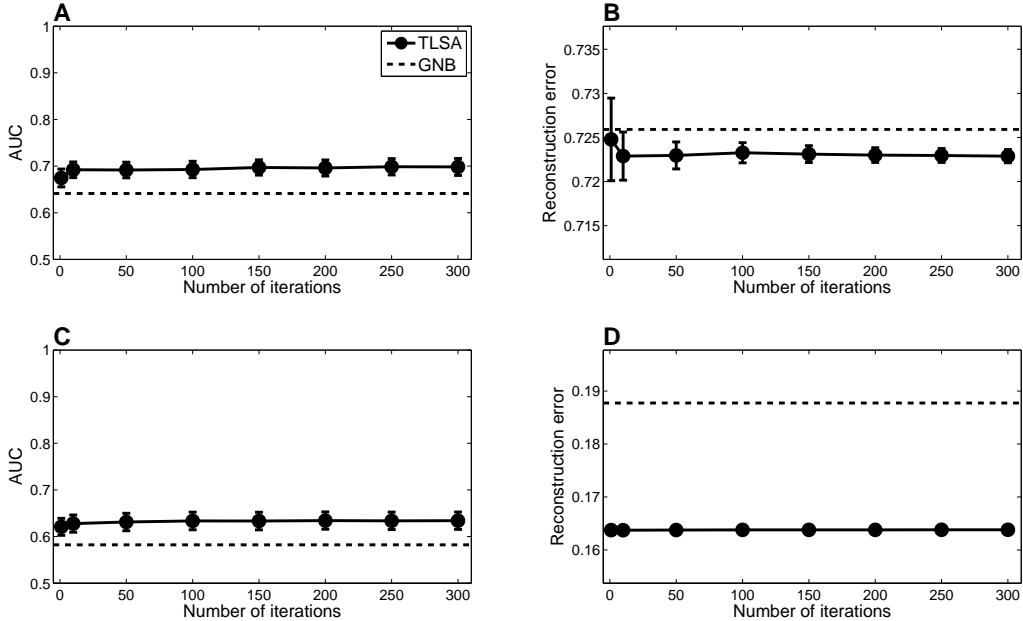 A
1
0.9
0.8
0.7
0.6
0.5
AUC
0 50 100 150 200 250 300
Number of iterations
TLSA
GNB
B
0.735
0.73
0.725
0.72
0.715
Reconstruction error
0 50 100 150 200 250 300
Number of iterations
C
1
0.9
0.8
0.7
0.6
0.5
AUC
0 50 100 150 200 250 300
Number of iterations
D
0.19
0.18
0.17
0.16
Reconstruction error
0 50 100 150 200 250 300
Number of iterations